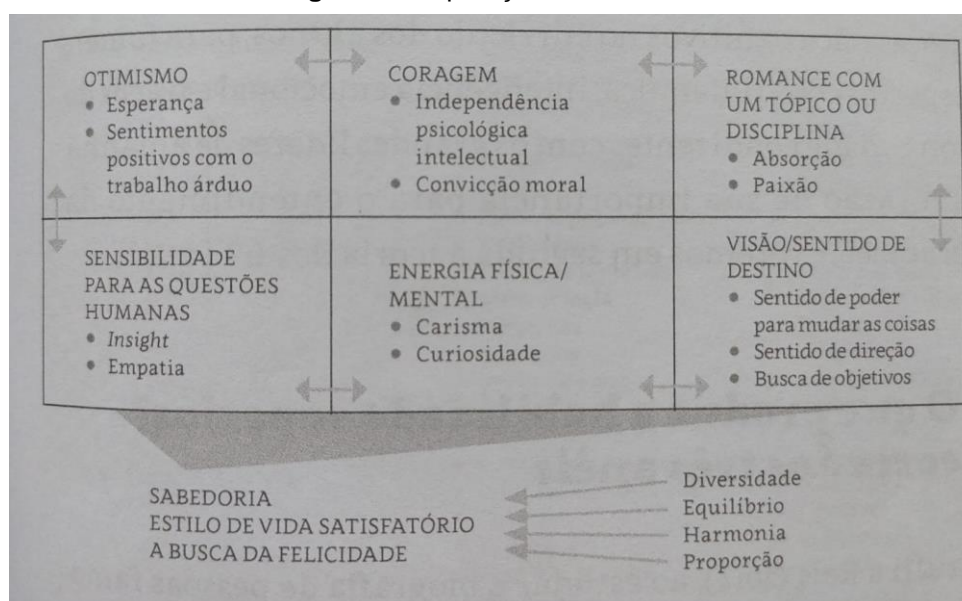 OTIMISMO
• Esperança
• Sentimentos
positivos com o
trabalho árduo
CORAGEM
• Independência
psicológica
intelectual
• Convicção moral
ROMANCE COM
UM TÓPICO OU
DISCIPLINA
• Absorção
• Paixão
SENSIBILIDADE
PARA AS QUESTÕES
HUMANAS
• Insight
• Empatia
ENERGIA FÍSICA/
MENTAL
• Carisma
• Curiosidade
VISÃO/SENTIDO DE
DESTINO
• Sentido de poder
para mudar as coisas
• Sentido de direção
• Busca de objetivos
SABEDORIA
ESTILO DE VIDA SATISFATÓRIO
A BUSCA DA FELICIDADE
Diversidade
Equilíbrio
Harmonia
Proporção